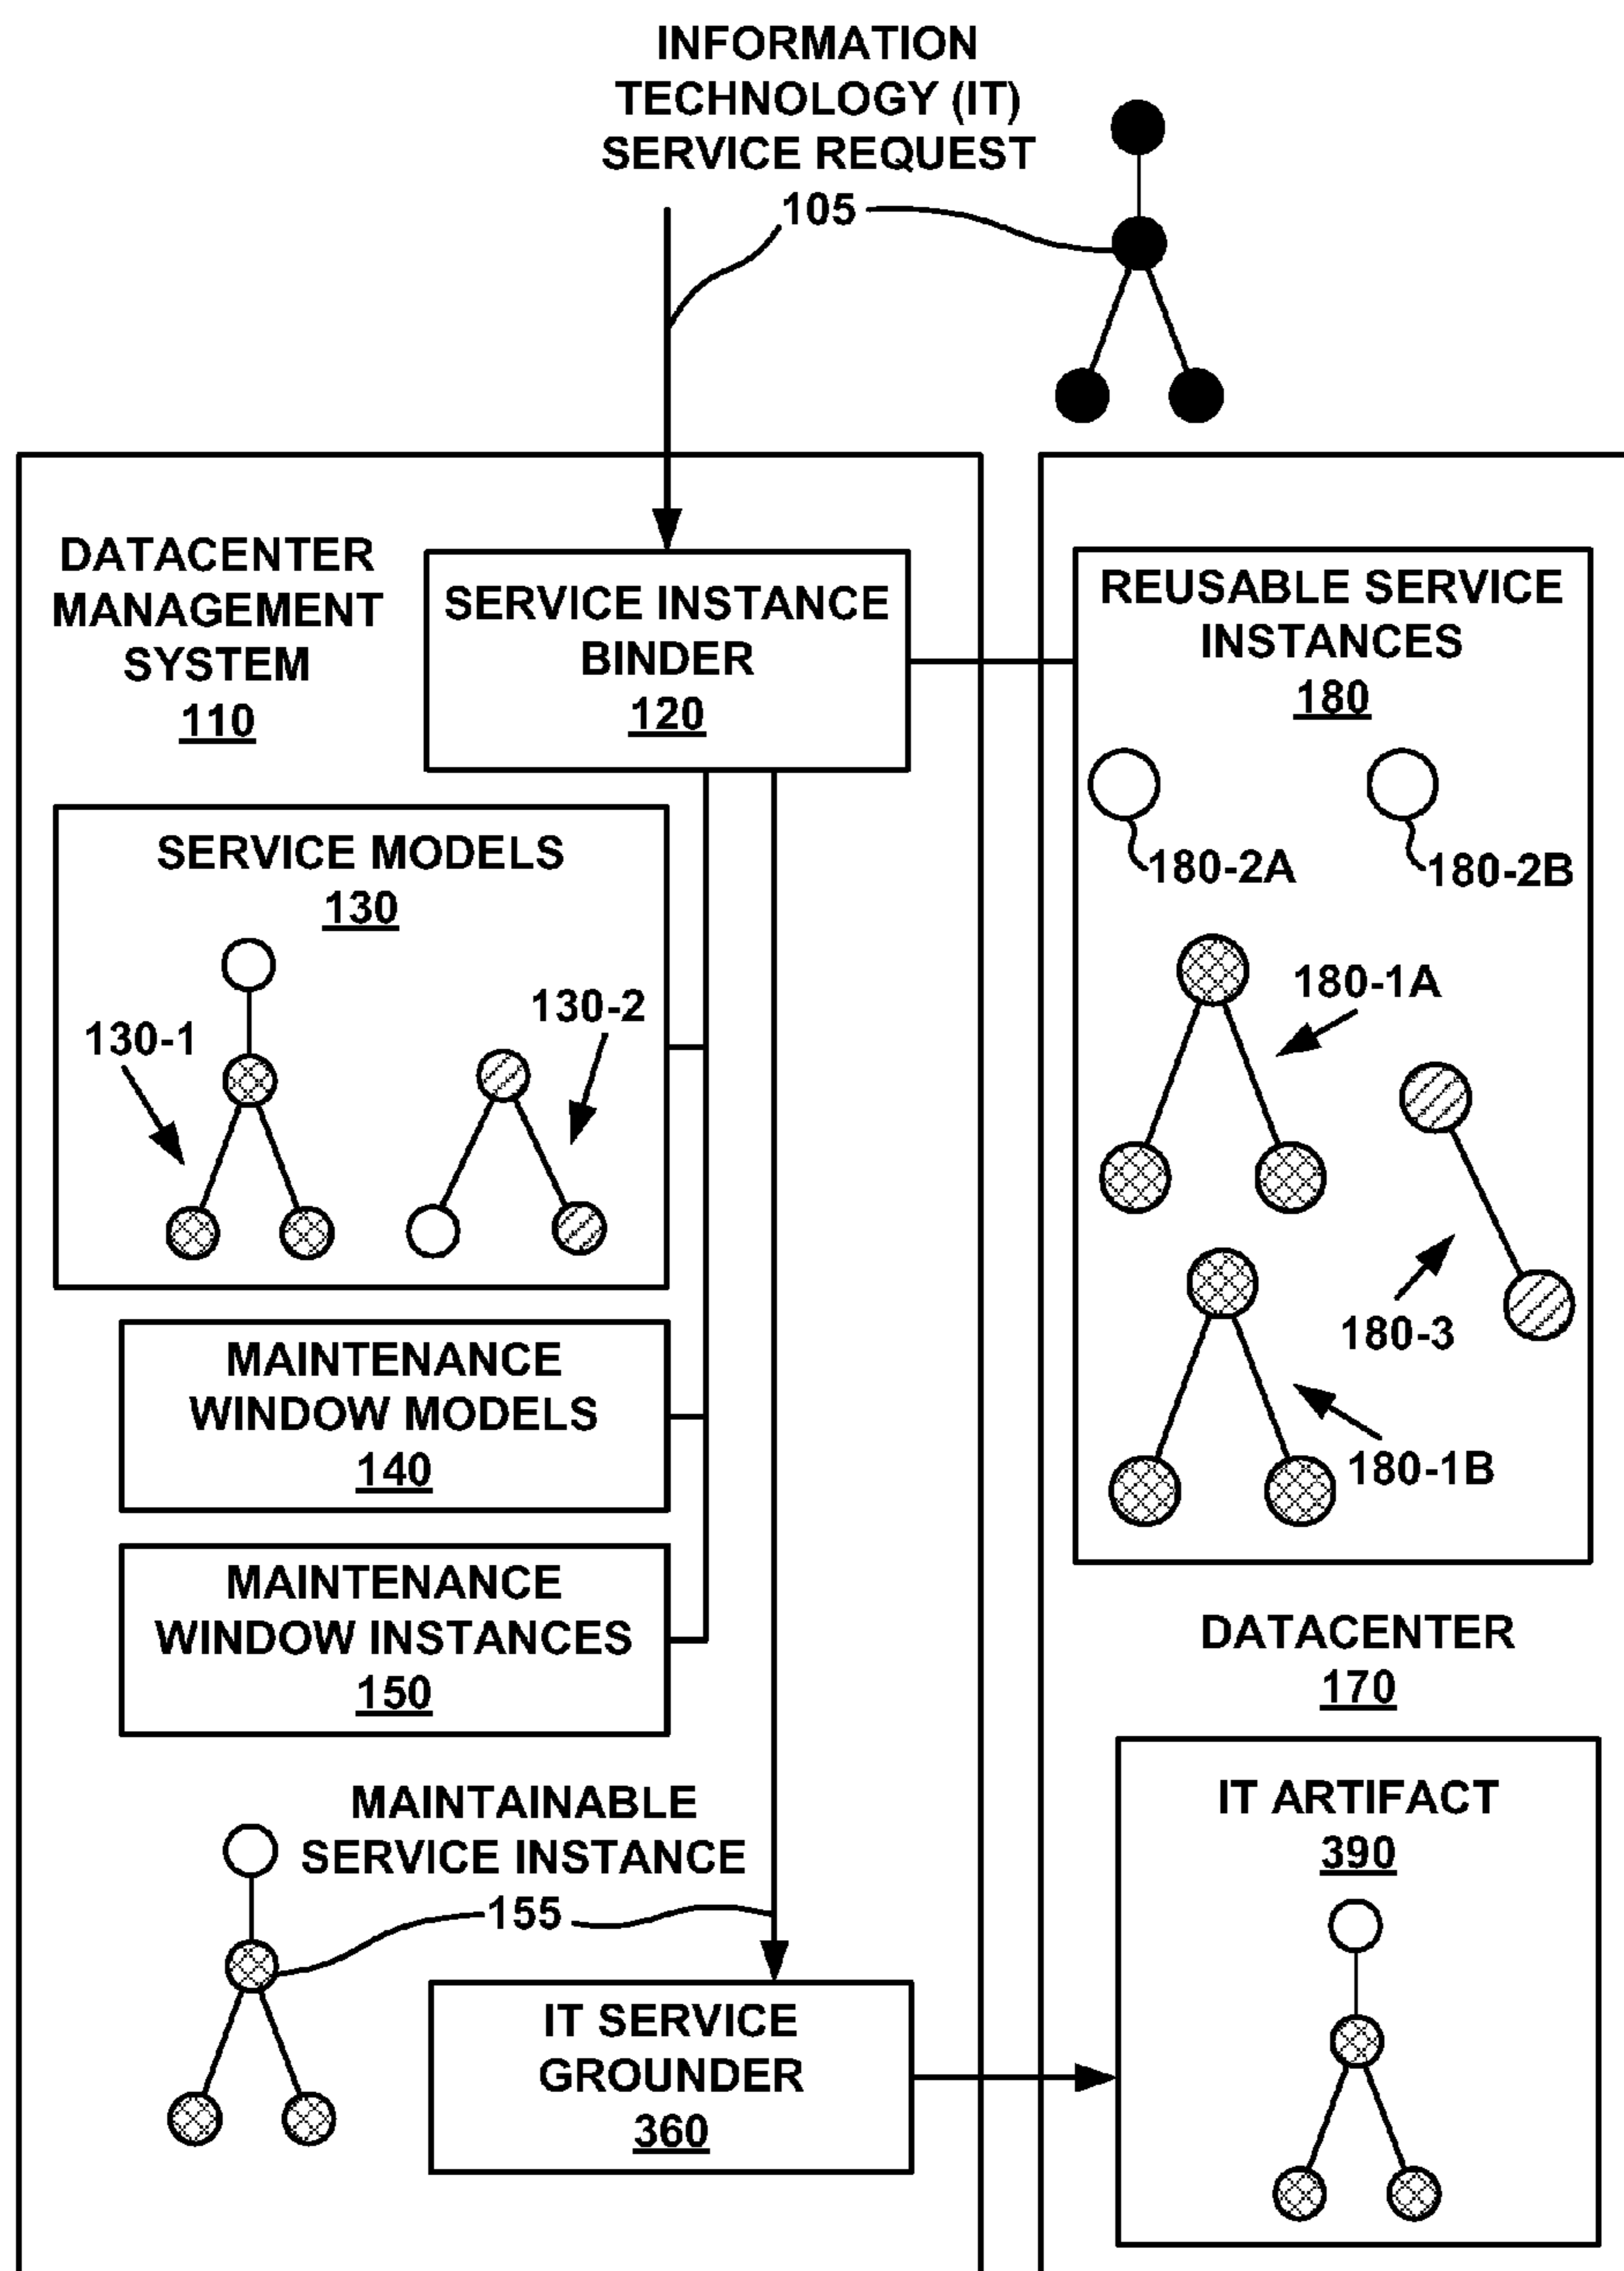 INFORMATION
TECHNOLOGY (IT)
SERVICE REQUEST
105
DATACENTER
MANAGEMENT
SYSTEM
110
SERVICE INSTANCE
BINDER
120
SERVICE MODELS
130
130-1
130-2
MAINTENANCE
WINDOW MODELS
140
MAINTENANCE
WINDOW INSTANCES
150
MAINTAINABLE
SERVICE INSTANCE
155
IT SERVICE
GROUNDER
360
REUSABLE SERVICE
INSTANCES
180
180-2A
180-2B
180-1A
180-3
180-1B
DATACENTER
170
IT ARTIFACT
390